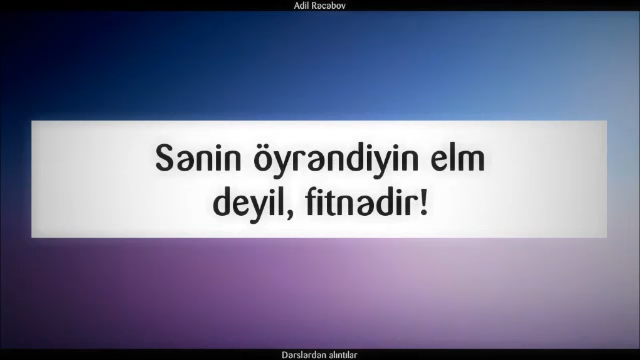 Adil Rəcəbov
Sənin öyrəndiyin elm
deyil, fitnədir!
Dərslərdən alıntılar